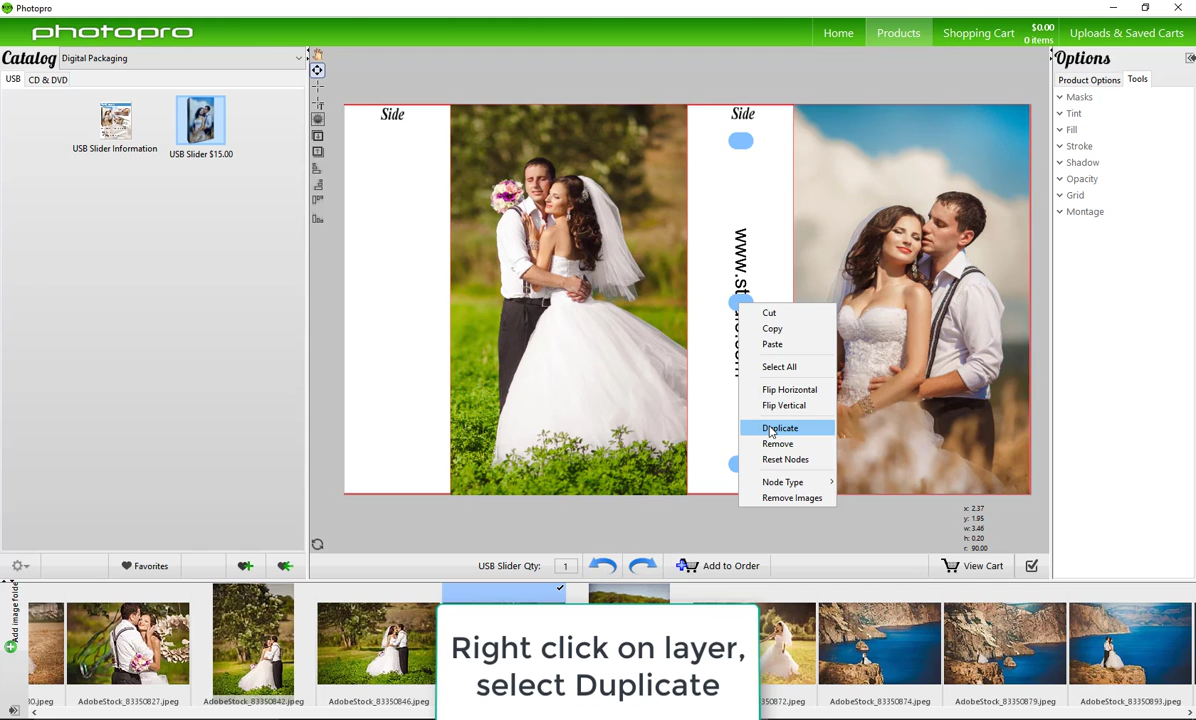 Photopro
photopro
Home
Products
Shopping Cart
$0.00
0 items
Uploads & Saved Carts
Catalog
Digital Packaging
USB
CD & DVD
USB Slider Information
USB Slider $15.00
Side
Side
Cut
Copy
Paste
Select All
Flip Horizontal
Flip Vertical
Duplicate
Remove
Reset Nodes
Node Type
Remove Images
Options
Product Options
Tools
Masks
Tint
Fill
Stroke
Shadow
Opacity
Grid
Montage
x: 2.37
y: 1.95
w: 3.46
h: 0.20
r: 90.00
Favorites
USB Slider Qty:
1
Add to Order
View Cart
Add image folder
AdobeStock_83350827.jpeg
AdobeStock_83350842.jpeg
AdobeStock_83350846.jpeg
AdobeStock_83350874.jpeg
AdobeStock_83350879.jpeg
AdobeStock_83350893.jpeg
Right click on layer,
select Duplicate